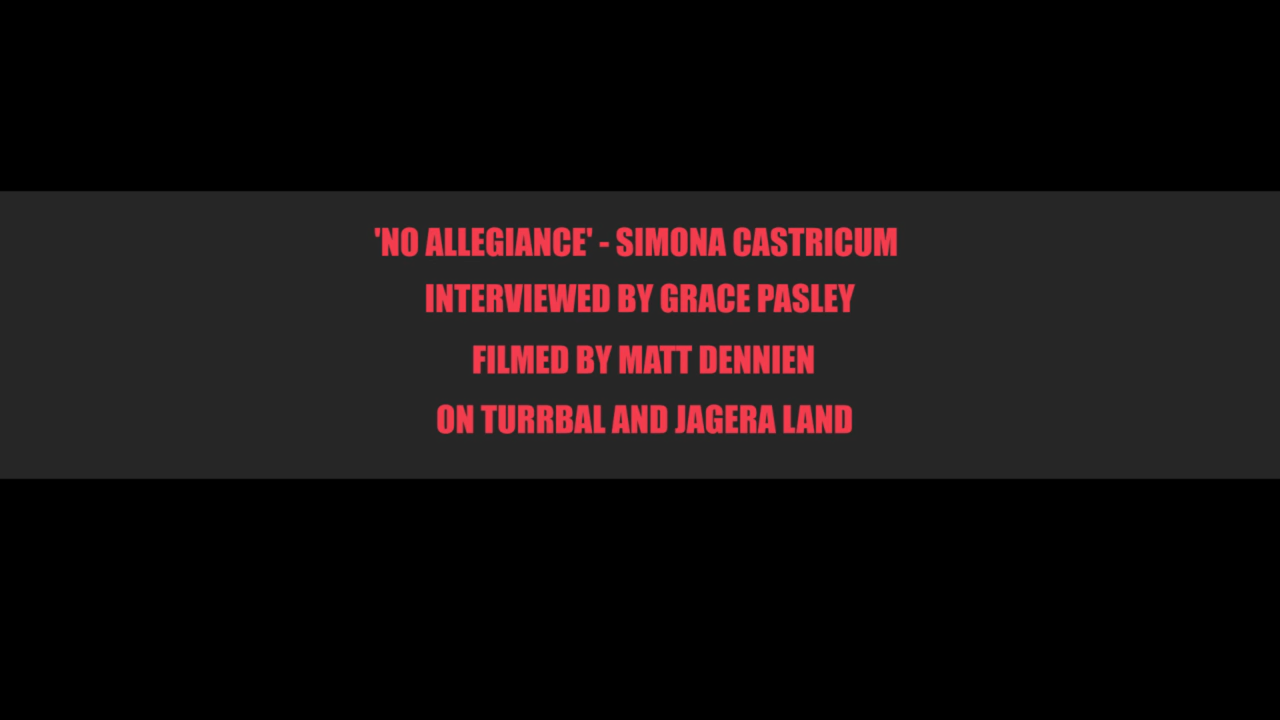 'NO ALLEGIANCE' - SIMONA CASTRICUM
INTERVIEWED BY GRACE PASLEY
FILMED BY MATT DENNIEN
ON TURRBAL AND JAGERA LAND